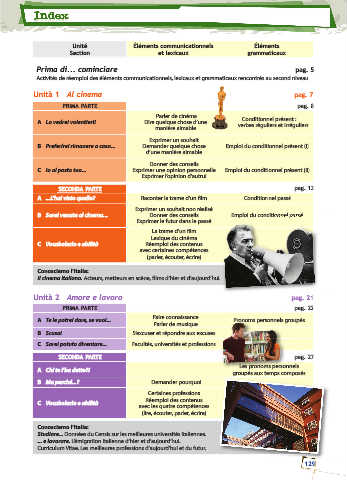 Index
Unité Éléments communicationnels Éléments
Section et lexicaux grammaticaux
Prima di... cominciare pag. 5
Activités de réemploi des éléments communicationnels, lexicaux et grammaticaux rencontrés au second niveau
Unità 1 Al cinema pag. 7
PRIMA PARTE pag. 8
A Lo vedrei volentieri!
Parler de cinéma
Dire quelque chose d'une
manière aimable
Conditionnel présent :
verbes réguliers et irréguliers
B Preferirei rimanere a casa...
Exprimer un souhait
Demander quelque chose
d'une manière aimable
Emploi du conditionnel présent (I)
C Io al posto tuo...
Donner des conseils
Exprimer une opinion personnelle
Exprimer l'opinion d'autrui
Emploi du conditionnel présent (II)
SECONDA PARTE pag. 12
A ...L'hai visto quello? Raconter la trame d'un film Condition nel passé
B Sarei venuto al cinema...
Exprimer un souhait non réalisé
Donner des conseils
Exprimer le futur dans le passé
Emploi du conditionnel passé
C Vocabolario e abilità
La trame d'un film
Lexique du cinéma
Réemploi des contenus
avec certaines compétences
(parler, écouter, écrire)
Conosciamo l'Italia:
Il cinema italiano. Acteurs, metteurs en scène, films d'hier et d'aujourd'hui.
Unità 2 Amore e lavoro pag. 21
PRIMA PARTE pag. 22
A Te le potrei dare, se vuoi...
Faire connaissance
Parler de musique
Pronoms personnels groupés
B Scusa! S'excuser et répondre aux excuses
C Sarei potuto diventare... Facultés, universités et professions
SECONDA PARTE pag. 27
A Chi te l'ha detto?!
Les pronoms personnels
groupés aux temps composés
B Ma perché...? Demander pourquoi
C Vocabolario e abilità
Certaines professions
Réemploi des contenus
avec les quatre compétences
(lire, écouter, parler, écrire)
Conosciamo l'Italia:
Studiare... Données du Censis sur les meilleures universités italiennes.
... e lavorare. L'émigration italienne d'hier et d'aujourd'hui.
Curriculum Vitae. Les meilleures professions d'aujourd'hui et du futur.
129